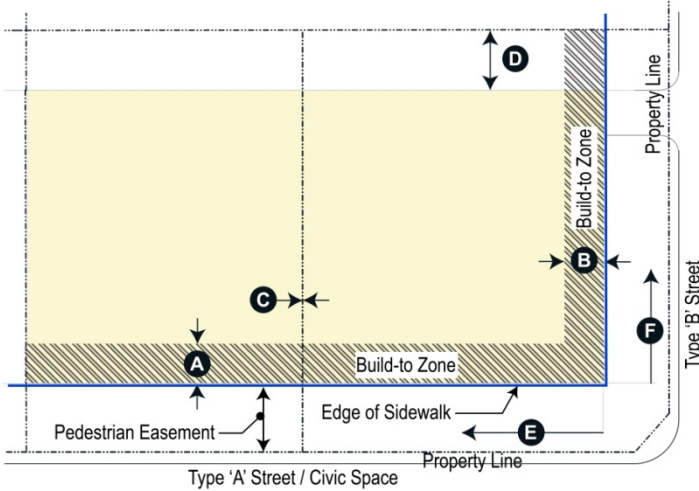 D
Property Line
Build-to Zone
B
C
F
Type 'B' Street
A
Build-to Zone
Edge of Sidewalk
Pedestrian Easement
E
Property Line
Type ‘A’ Street / Civic Space